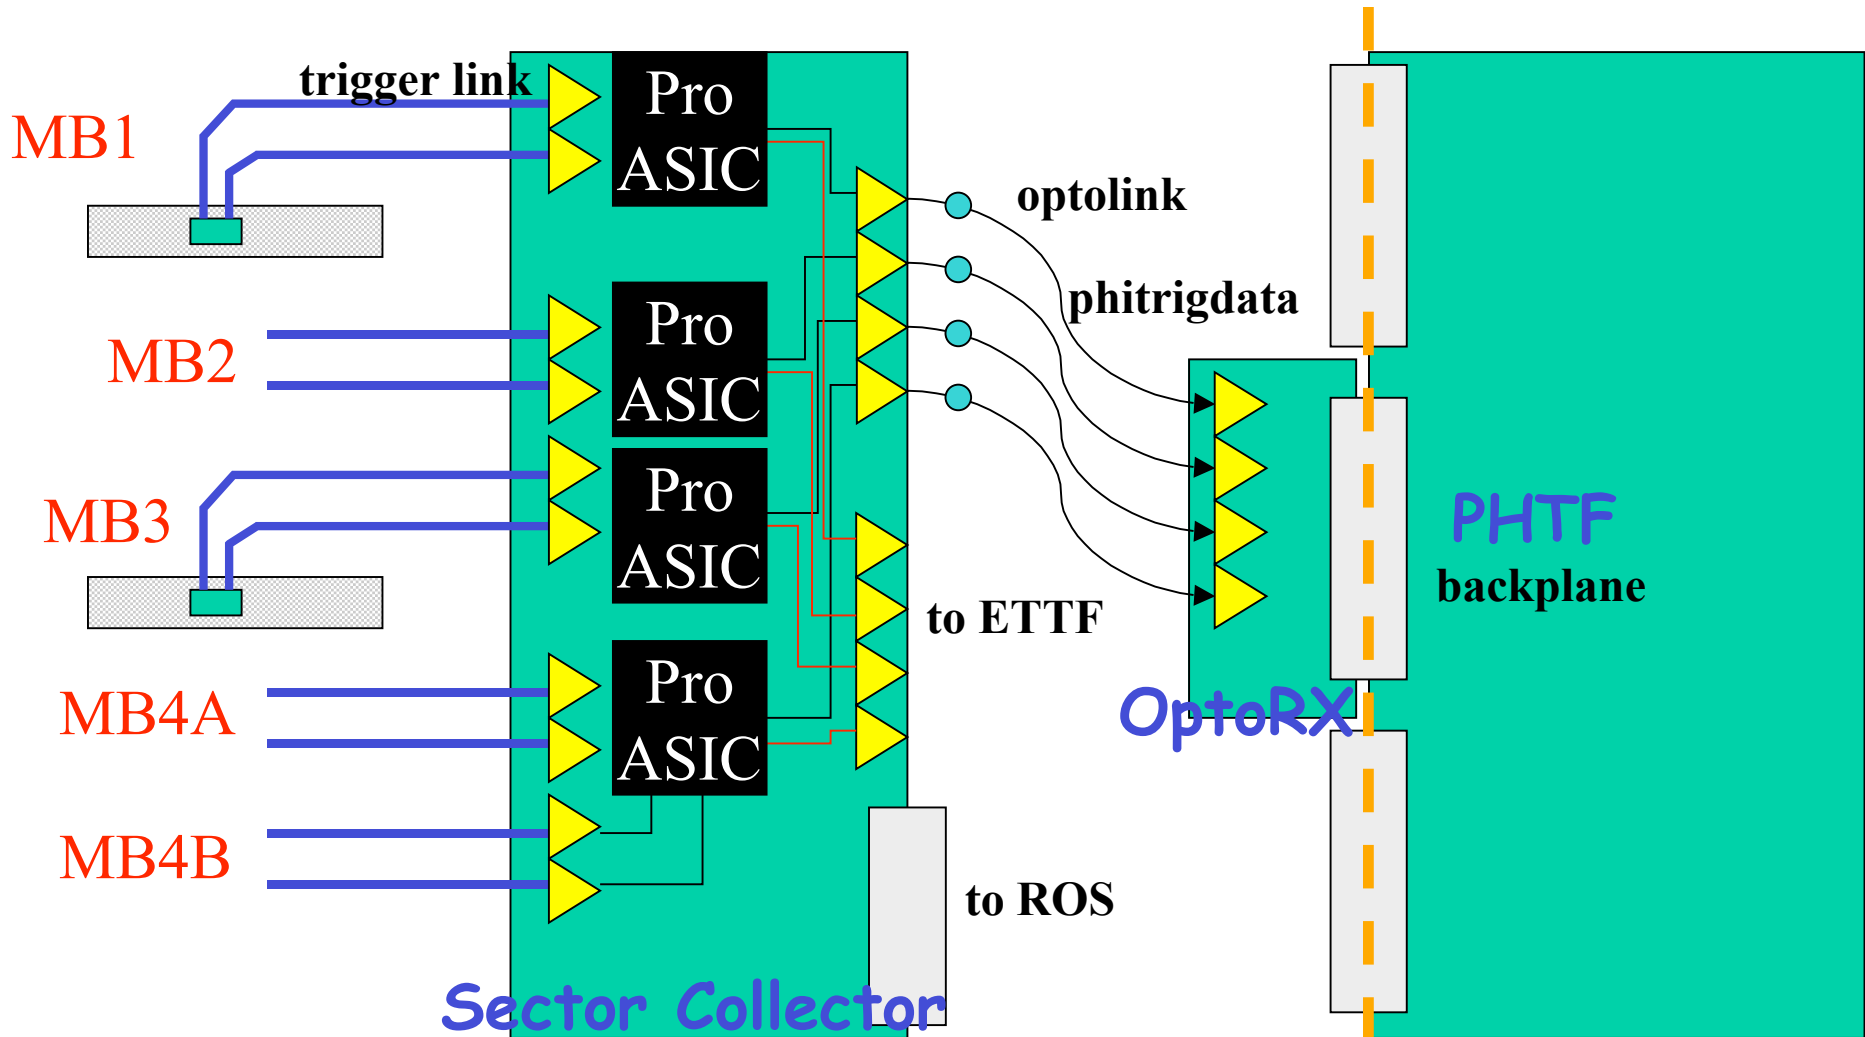 trigger link
MB1
Pro
ASIC
optolink
phitrigdata
MB2
Pro
ASIC
MB3
Pro
ASIC
PHTF
backplane
to ETTF
MB4A
Pro
ASIC
OptoRX
MB4B
to ROS
Sector Collector